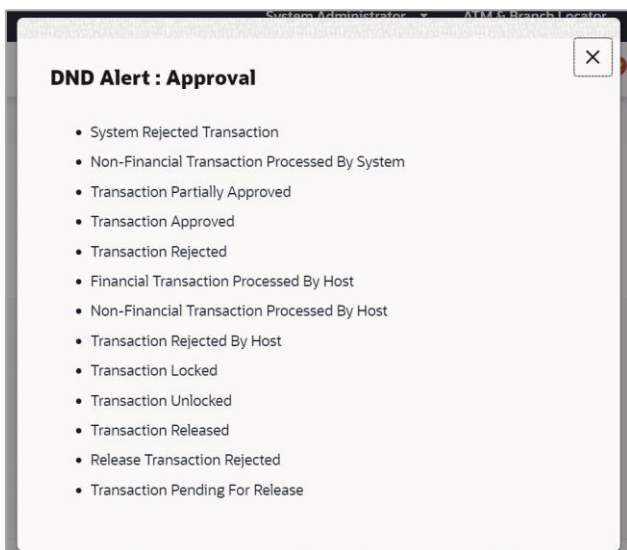 System Administrator ATM & Branch Locator
DND Alert : Approval
• System Rejected Transaction
• Non-Financial Transaction Processed By System
• Transaction Partially Approved
• Transaction Approved
• Transaction Rejected
• Financial Transaction Processed By Host
• Non-Financial Transaction Processed By Host
• Transaction Rejected By Host
• Transaction Locked
• Transaction Unlocked
• Transaction Released
• Release Transaction Rejected
• Transaction Pending For Release